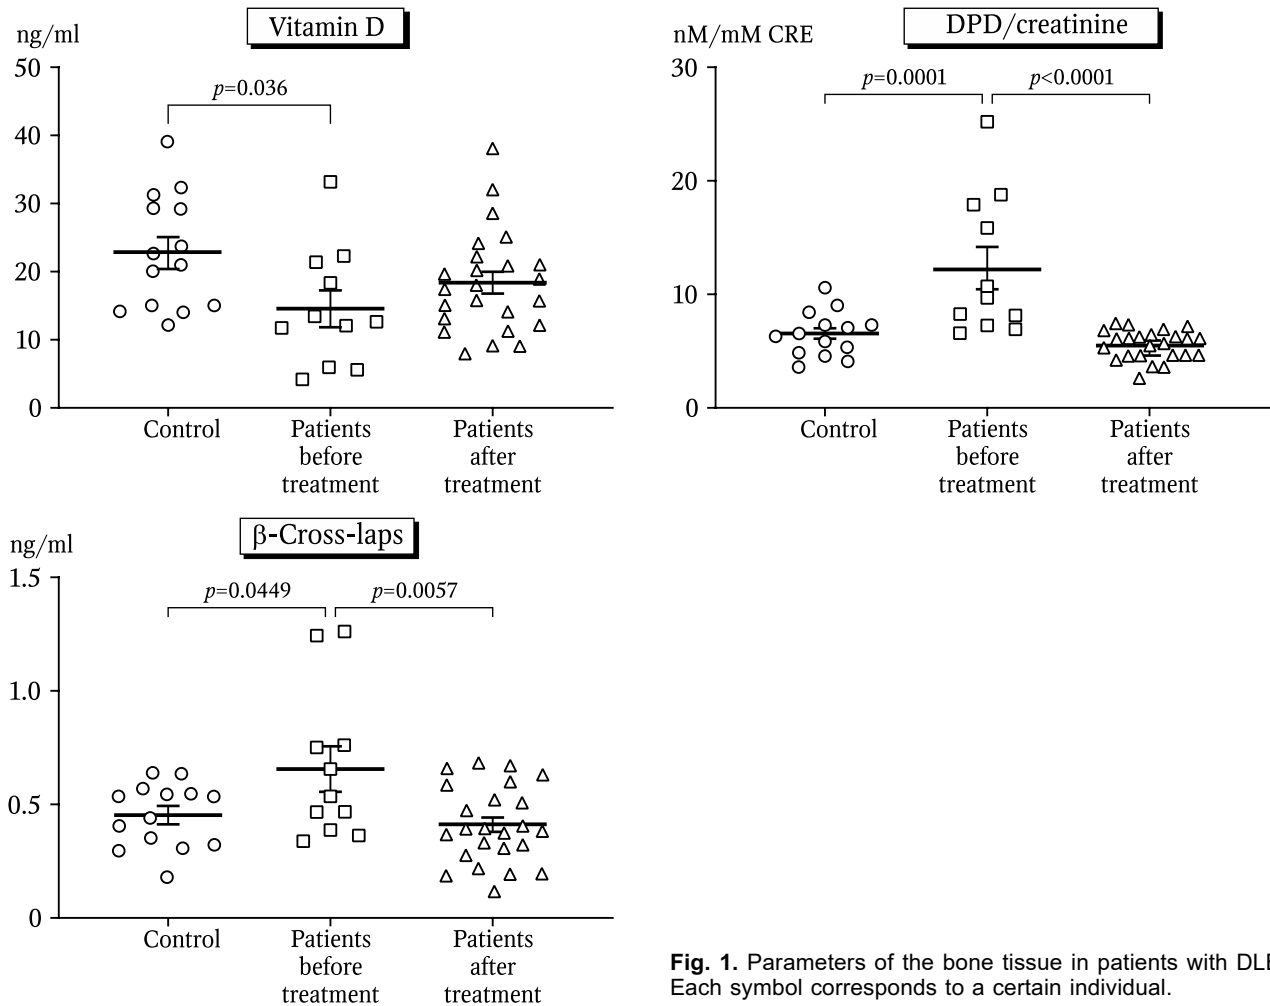 Vitamin D
ng/ml
50
40
30
20
10
0
p=0.036
Control
Patients
before
treatment
Patients
after
treatment
DPD/creatinine
nM/mM CRE
30
20
10
0
p=0.0001
p<0.0001
Control
Patients
before
treatment
Patients
after
treatment
β-Cross-laps
ng/ml
1.5
1.0
0.5
0
p=0.0449
p=0.0057
Control
Patients
before
treatment
Patients
after
treatment
Fig. 1. Parameters of the bone tissue in patients with
Each symbol corresponds to a certain individual.